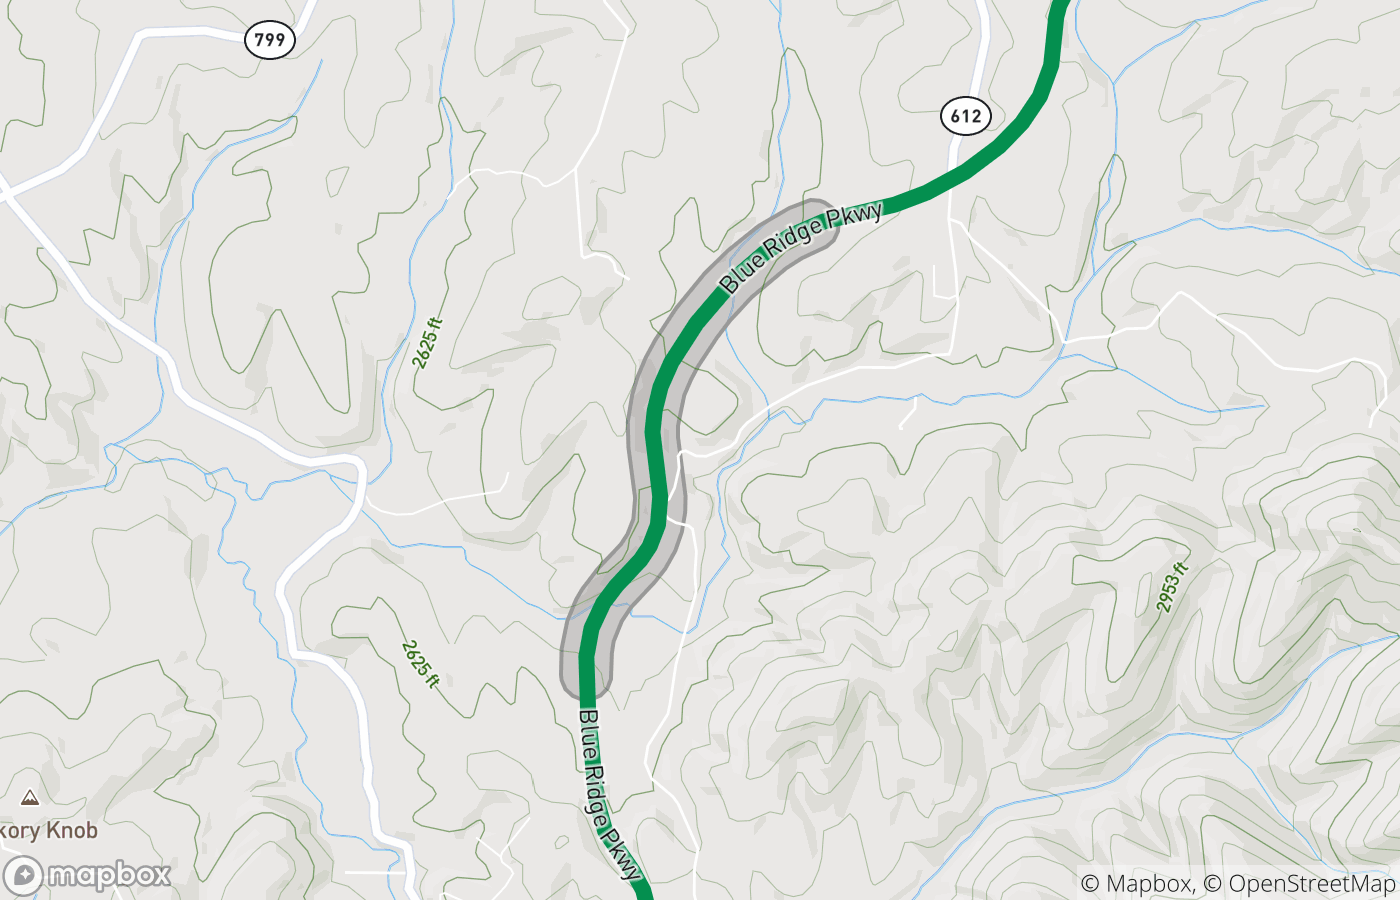 799
612
Blue Ridge Pkwy
2625 ft
2953 ft
2625 ft
Blue Ridge Pkwy
kory Knob
mapbox
© Mapbox, © OpenStreetMap